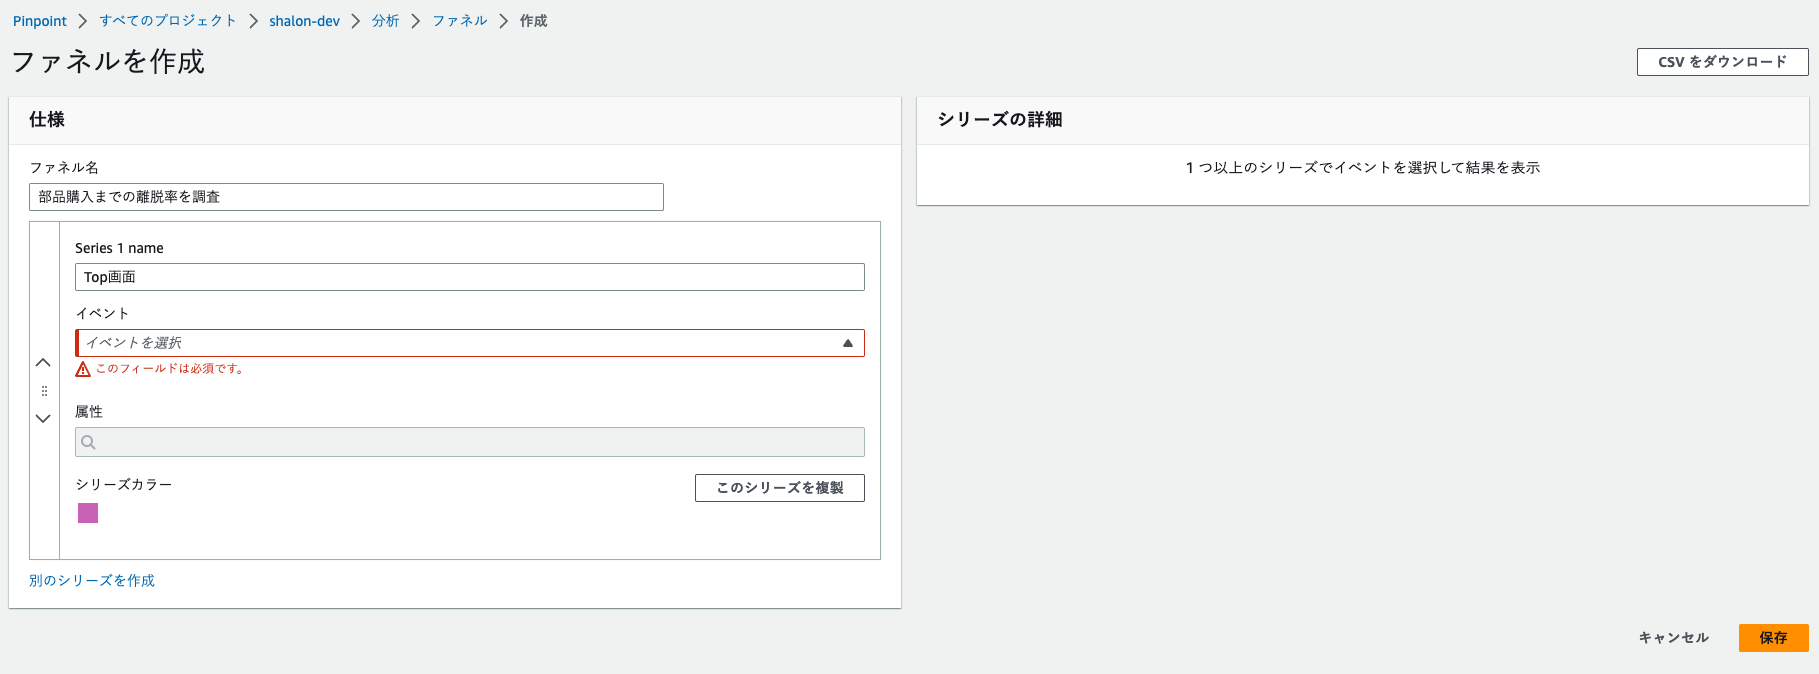 Pinpoint すべてのプロジェクト shalon-dev 分析 ファネル 作成
ファネルを作成
CSV をダウンロード
仕様
ファネル名
部品購入までの離脱率を調査
Series 1 name
Top画面
イベント
イベントを選択
このフィールドは必須です。
属性
シリーズカラー
このシリーズを複製
別のシリーズを作成
シリーズの詳細
1 つ以上のシリーズでイベントを選択して結果を表示
キャンセル
保存